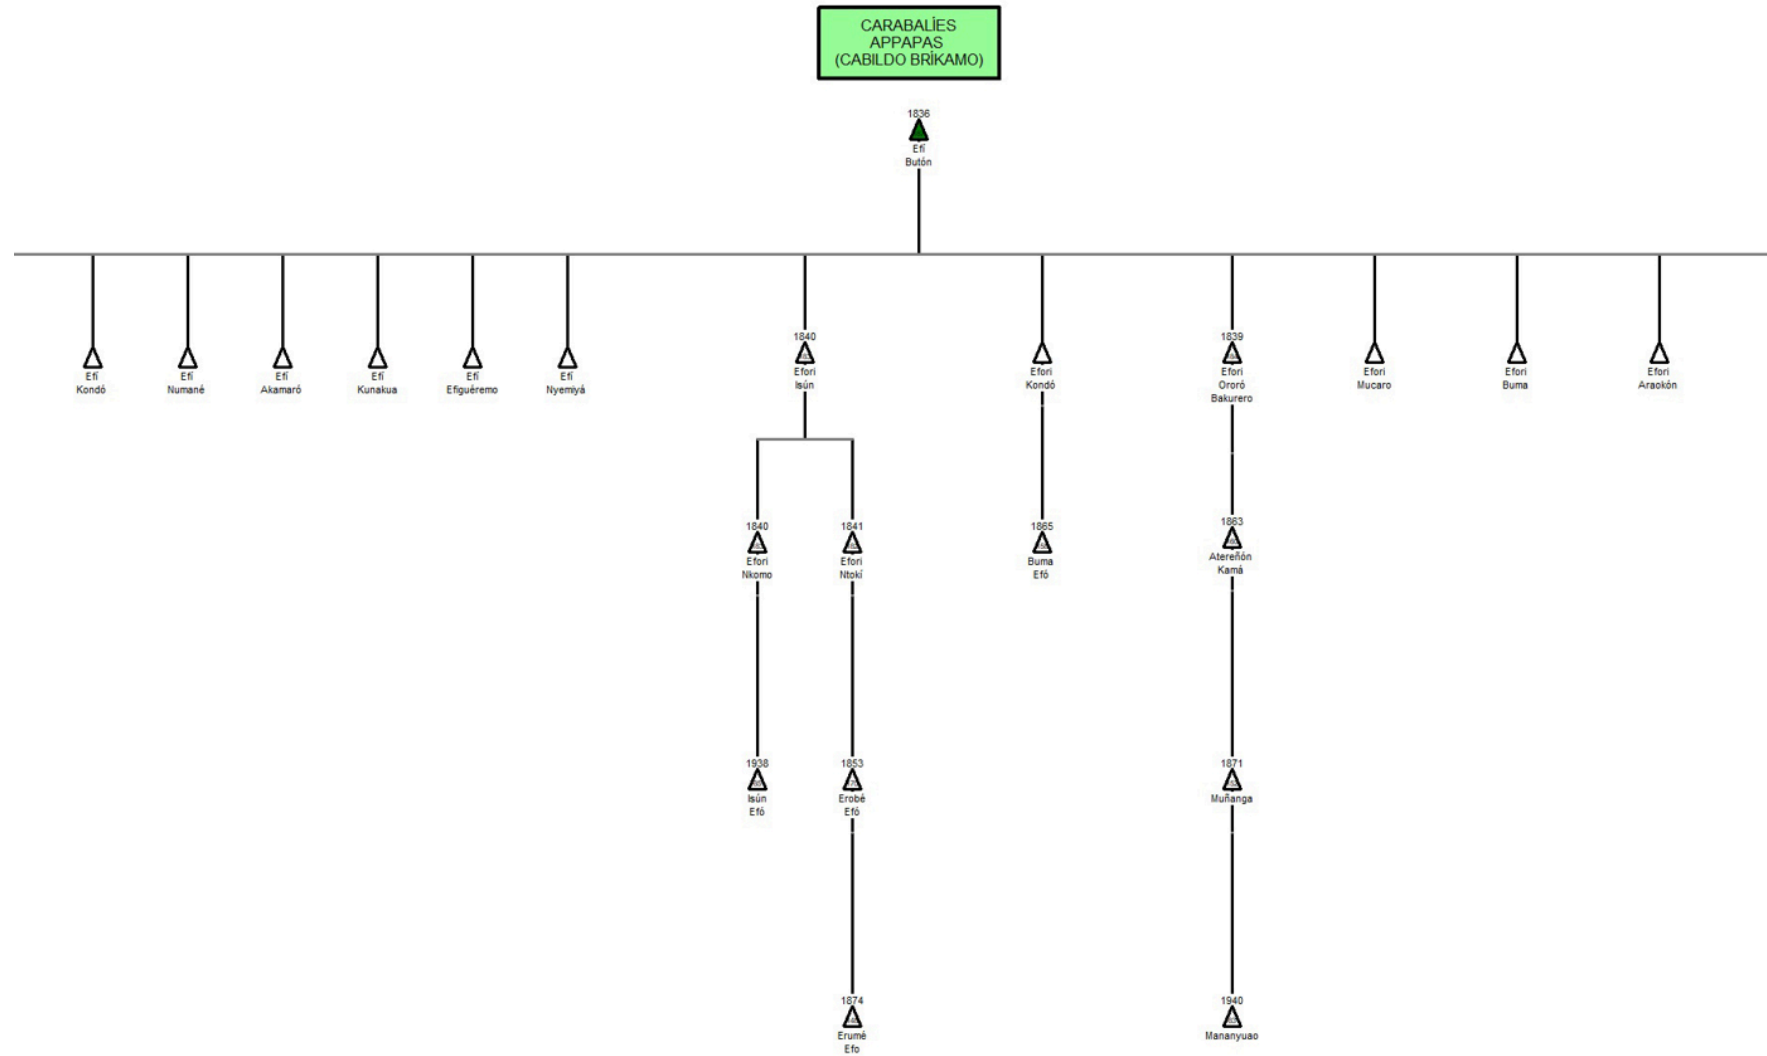 CARABALÍES
APPAPAS
(CABILDO BRÍKAMO)
1836
Efí
Butón
Efí
Kondó
Efí
Numané
Efí
Akamaró
Efí
Kunakua
Efí
Efiguéremo
Efí
Nyemiyá
1840
Efori
Isún
Efori
Kondó
1839
Efori
Ororó
Bakurero
Efori
Mucaro
Efori
Buma
Efori
Araokón
1840
Efori
Nkomo
1841
Efori
Ntokí
1865
Buma
Efó
1863
Atereñón
Kamá
1938
Isún
Efó
1853
Erobé
Efó
1871
Muñanga
1874
Erumé
Efo
1940
Mananyuao